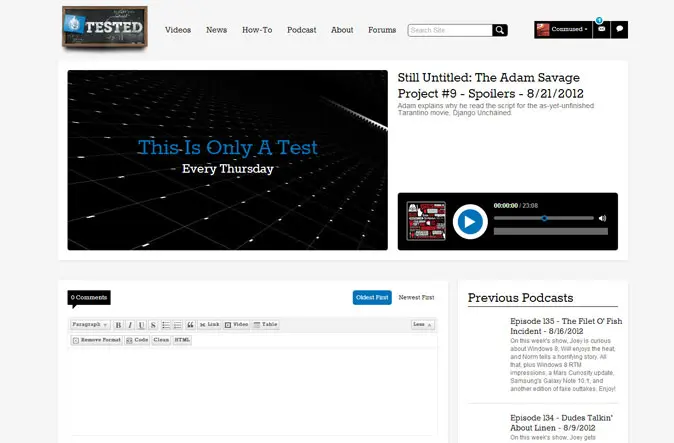 TESTED
Videos News How-To Podcast About Forums
Search Site
Conmused
4
This Is Only A Test
Every Thursday
Still Untitled: The Adam Savage
Project #9 - Spoilers - 8/21/2012
Adam explains why he read the script for the as-yet-unfinished
Tarantino movie, Django Unchained.
00:00:00 / 23:08
0 Comments
Oldest First
Newest First
Paragraph B I U S Link Video Table Less
Remove Format Code Clean HTML
Previous Podcasts
Episode 135 - The Filet O' Fish
Incident - 8/16/2012
On this week's show, Joey is curious
about Windows 8, Will enjoys the heat,
and Norm tells a horrifying story. All
that, plus Windows 8 RTM
impressions, a Mars Curiosity update,
Samsung's Galaxy Note 10.1, and
another edition of fake outtakes. Enjoy!
Episode 134 - Dudes Talkin'
About Linen - 8/9/2012
On this week's show, Joey gets